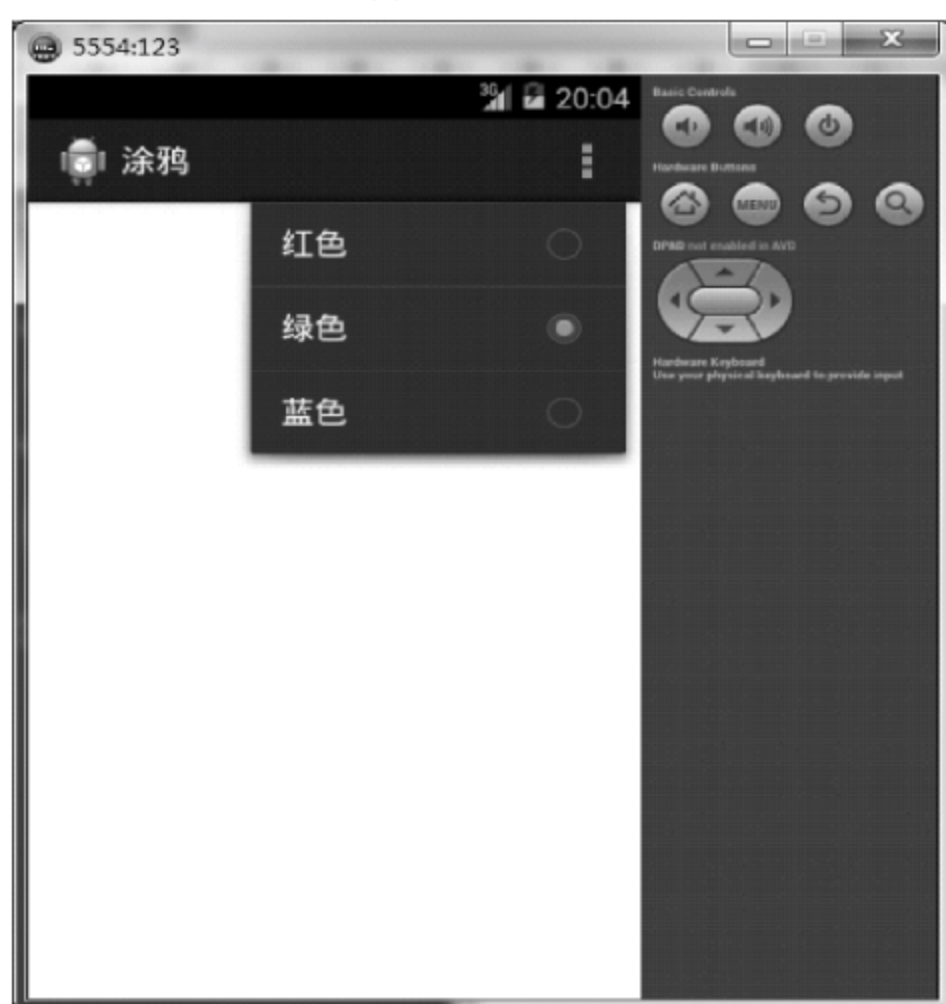 5554:123
3G 20:04
涂鸦
红色
绿色
蓝色
Basic Controls
Hardware Buttons
MENU
DPAD not enabled in AVD
Hardware Keyboard
Use your physical keyboard to provide input